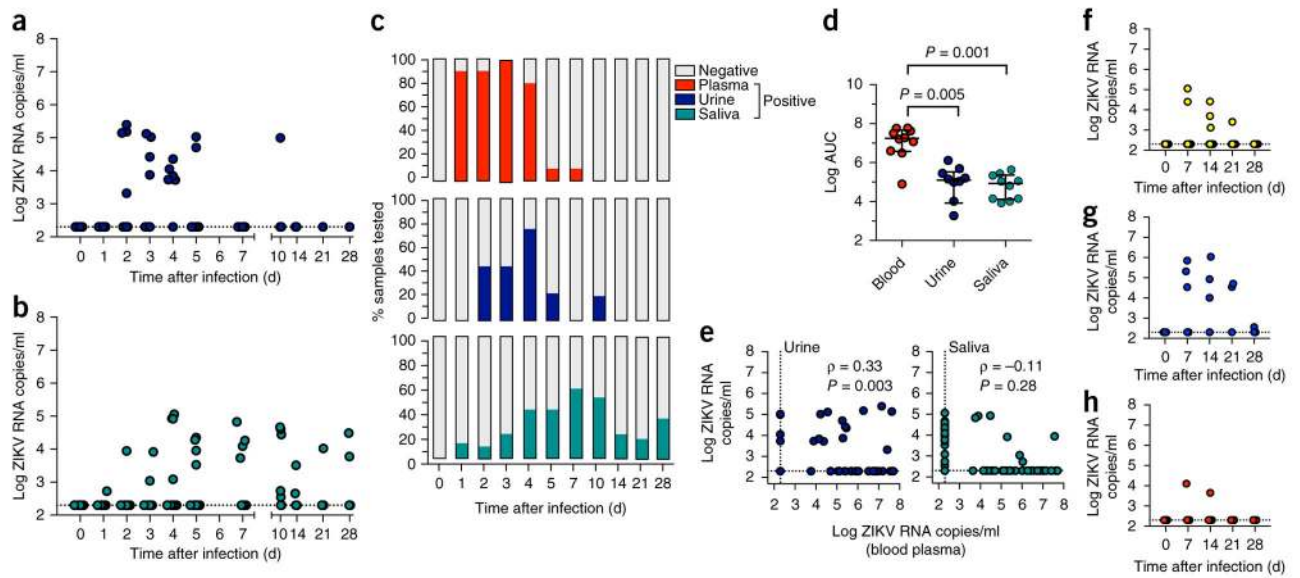 a
8
7
6
5
4
3
2
Log ZIKV RNA copies/ml
0 1 2 3 4 5 6 7 10 14 21 28
Time after infection (d)
b
8
7
6
5
4
3
2
Log ZIKV RNA copies/ml
0 1 2 3 4 5 6 7 10 14 21 28
Time after infection (d)
c
100
80
60
40
20
0
100
80
60
40
20
0
100
80
60
40
20
0
% samples tested
0 1 2 3 4 5 7 10 14 21 28
Time after infection (d)
Negative
Plasma
Urine
Saliva
Positive
d
P = 0.001
P = 0.005
10
8
6
4
2
Log AUC
Blood
Urine
Saliva
e
Urine
ρ = 0.33
P = 0.003
8
7
6
5
4
3
2
Log ZIKV RNA
copies/ml
2 3 4 5 6 7 8
Saliva
ρ = –0.11
P = 0.28
8
7
6
5
4
3
2
2 3 4 5 6 7 8
Log ZIKV RNA copies/ml
(blood plasma)
f
8
7
6
5
4
3
2
Log ZIKV RNA
copies/ml
0 7 14 21 28
Time after infection (d)
g
8
7
6
5
4
3
2
Log ZIKV RNA
copies/ml
0 7 14 21 28
Time after infection (d)
h
8
7
6
5
4
3
2
Log ZIKV RNA
copies/ml
0 7 14 21 28
Time after infection (d)